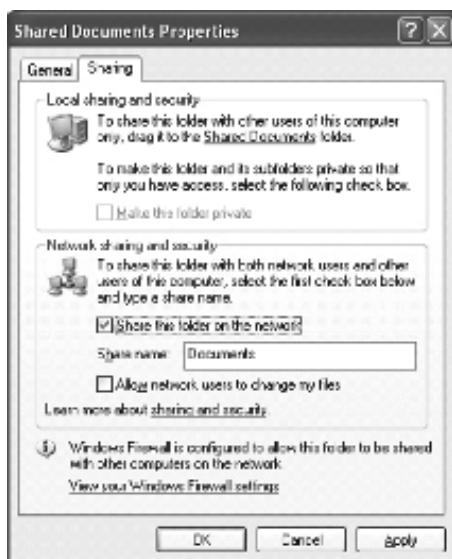 Shared Documents Properties
General Sharing
Local sharing and security
To share this folder with other users of this computer
only, drag it to the Shared Documents folder.
To make this folder and its subfolders private so that
only you have access, select the following check box.
Make this folder private
Network sharing and security
To share this folder with both network users and other
users of this computer, select the first check box below
and type a share name.
Share this folder on the network
Share name: Documents
Allow network users to change my files
Learn more about sharing and security.
Windows Firewall is configured to allow this folder to be shared
with other computers on the network
View your Windows Firewall settings
OK Cancel Apply